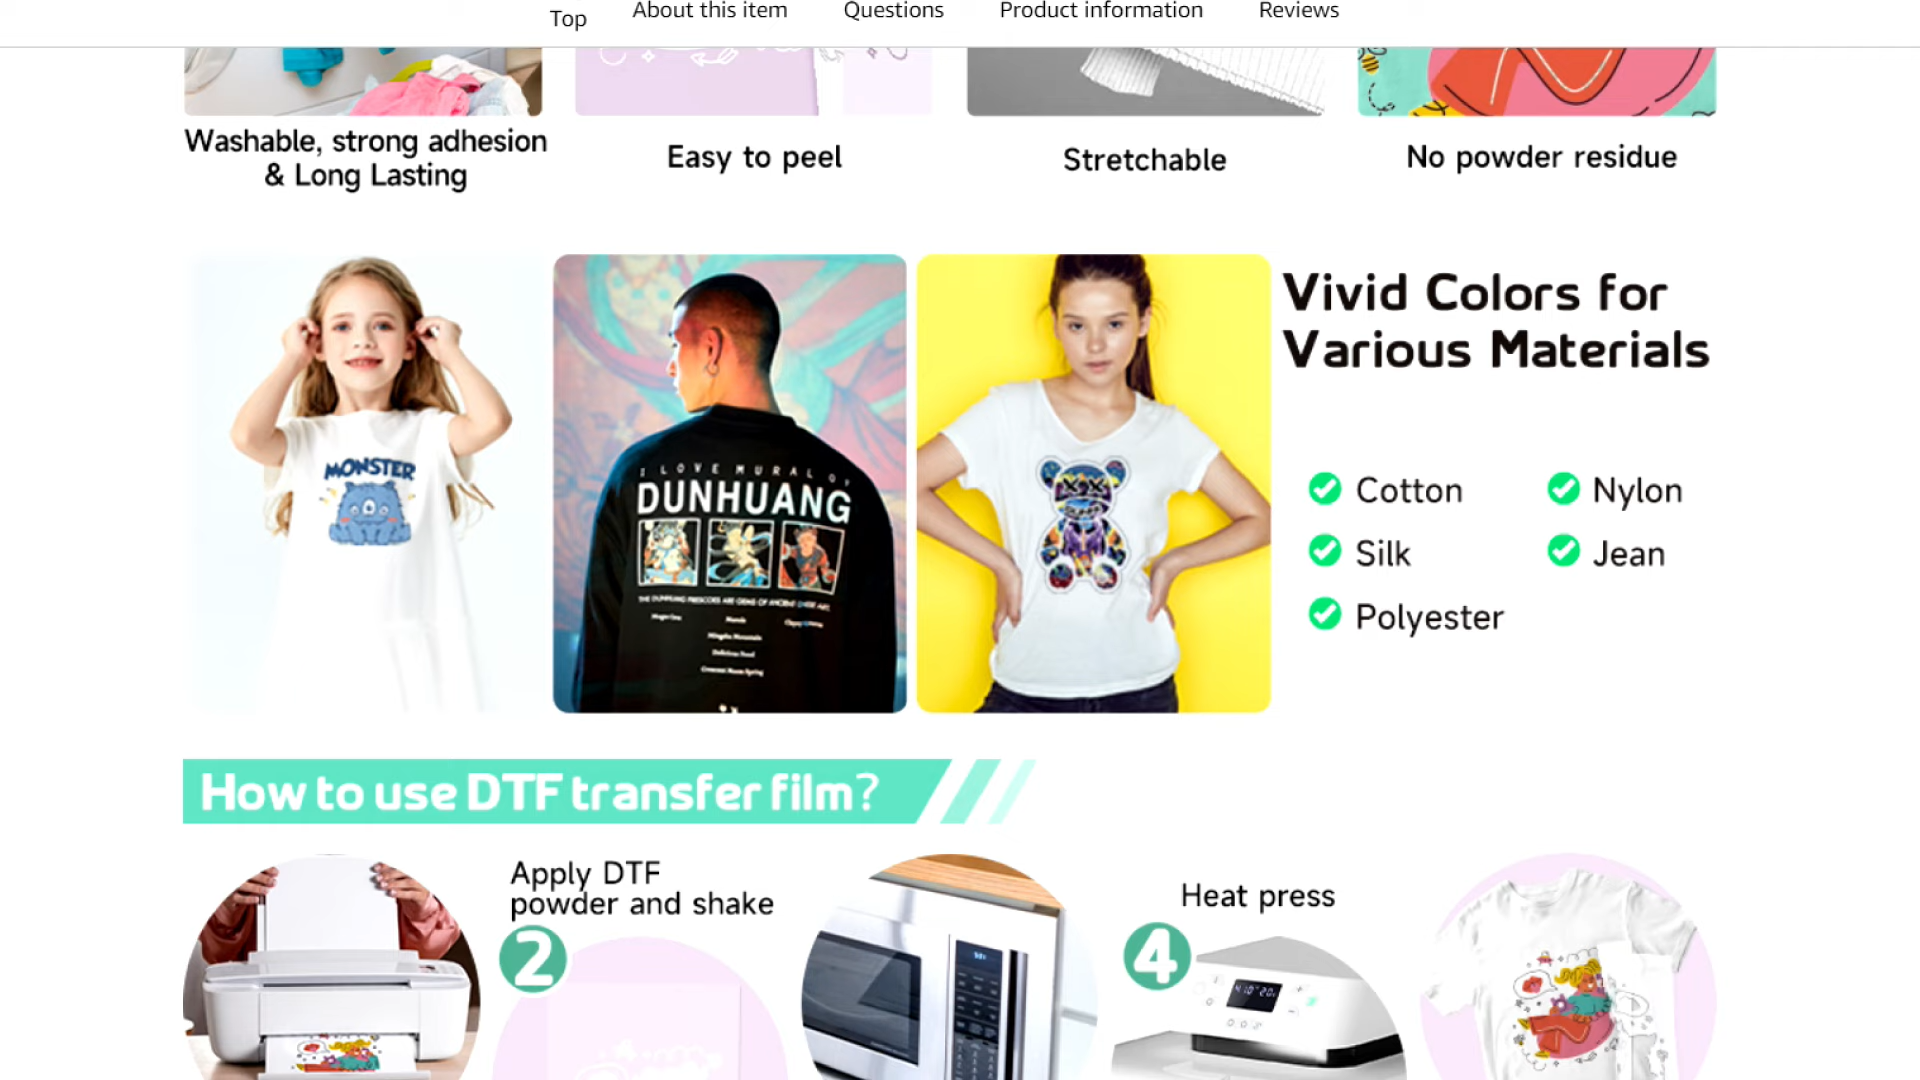 Top
About this item
Questions
Product information
Reviews
Washable, strong adhesion
& Long Lasting
Easy to peel
Stretchable
No powder residue
MONSTER
I LOVE MURAL OF
DUNHUANG
Vivid Colors for
Various Materials
Cotton
Nylon
Silk
Jean
Polyester
How to use DTF transfer film?
Apply DTF
powder and shake
2
Heat press
4